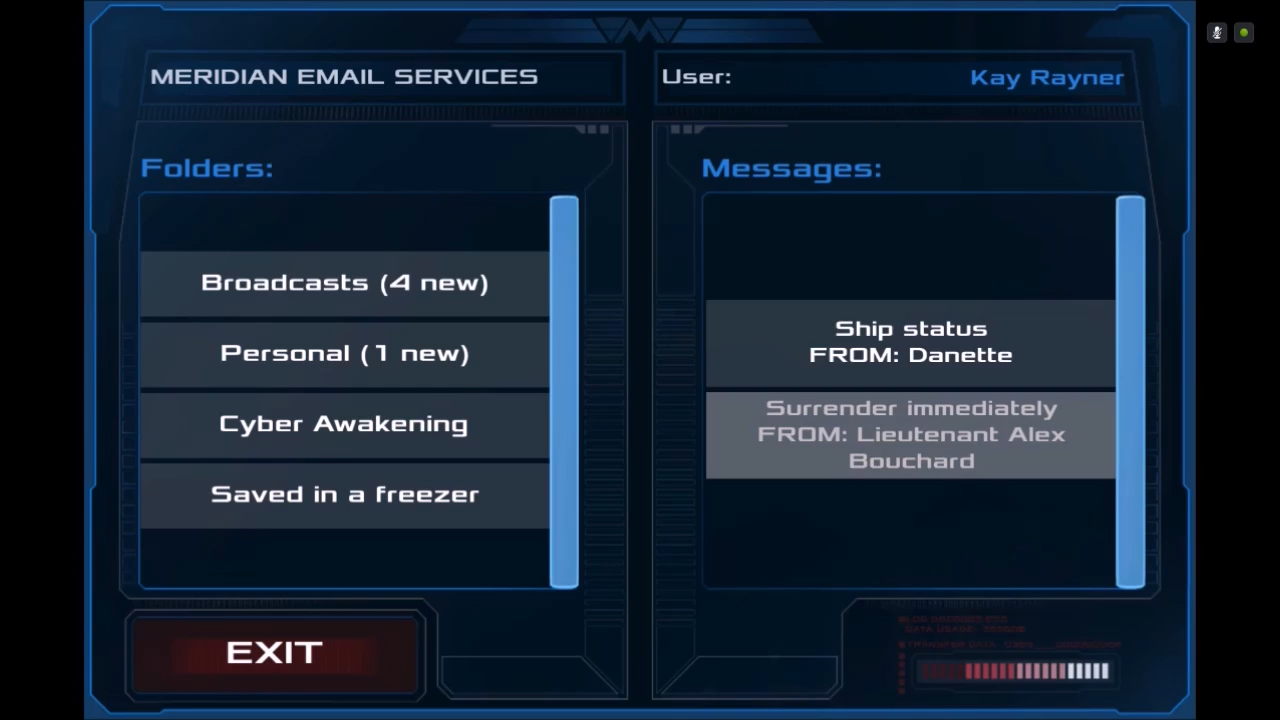 MERIDIAN EMAIL SERVICES
User:
Kay Rayner
Folders:
Broadcasts (4 new)
Personal (1 new)
Cyber Awakening
Saved in a freezer
Messages:
Ship status
FROM: Danette
Surrender immediately
FROM: Lieutenant Alex
Bouchard
EXIT